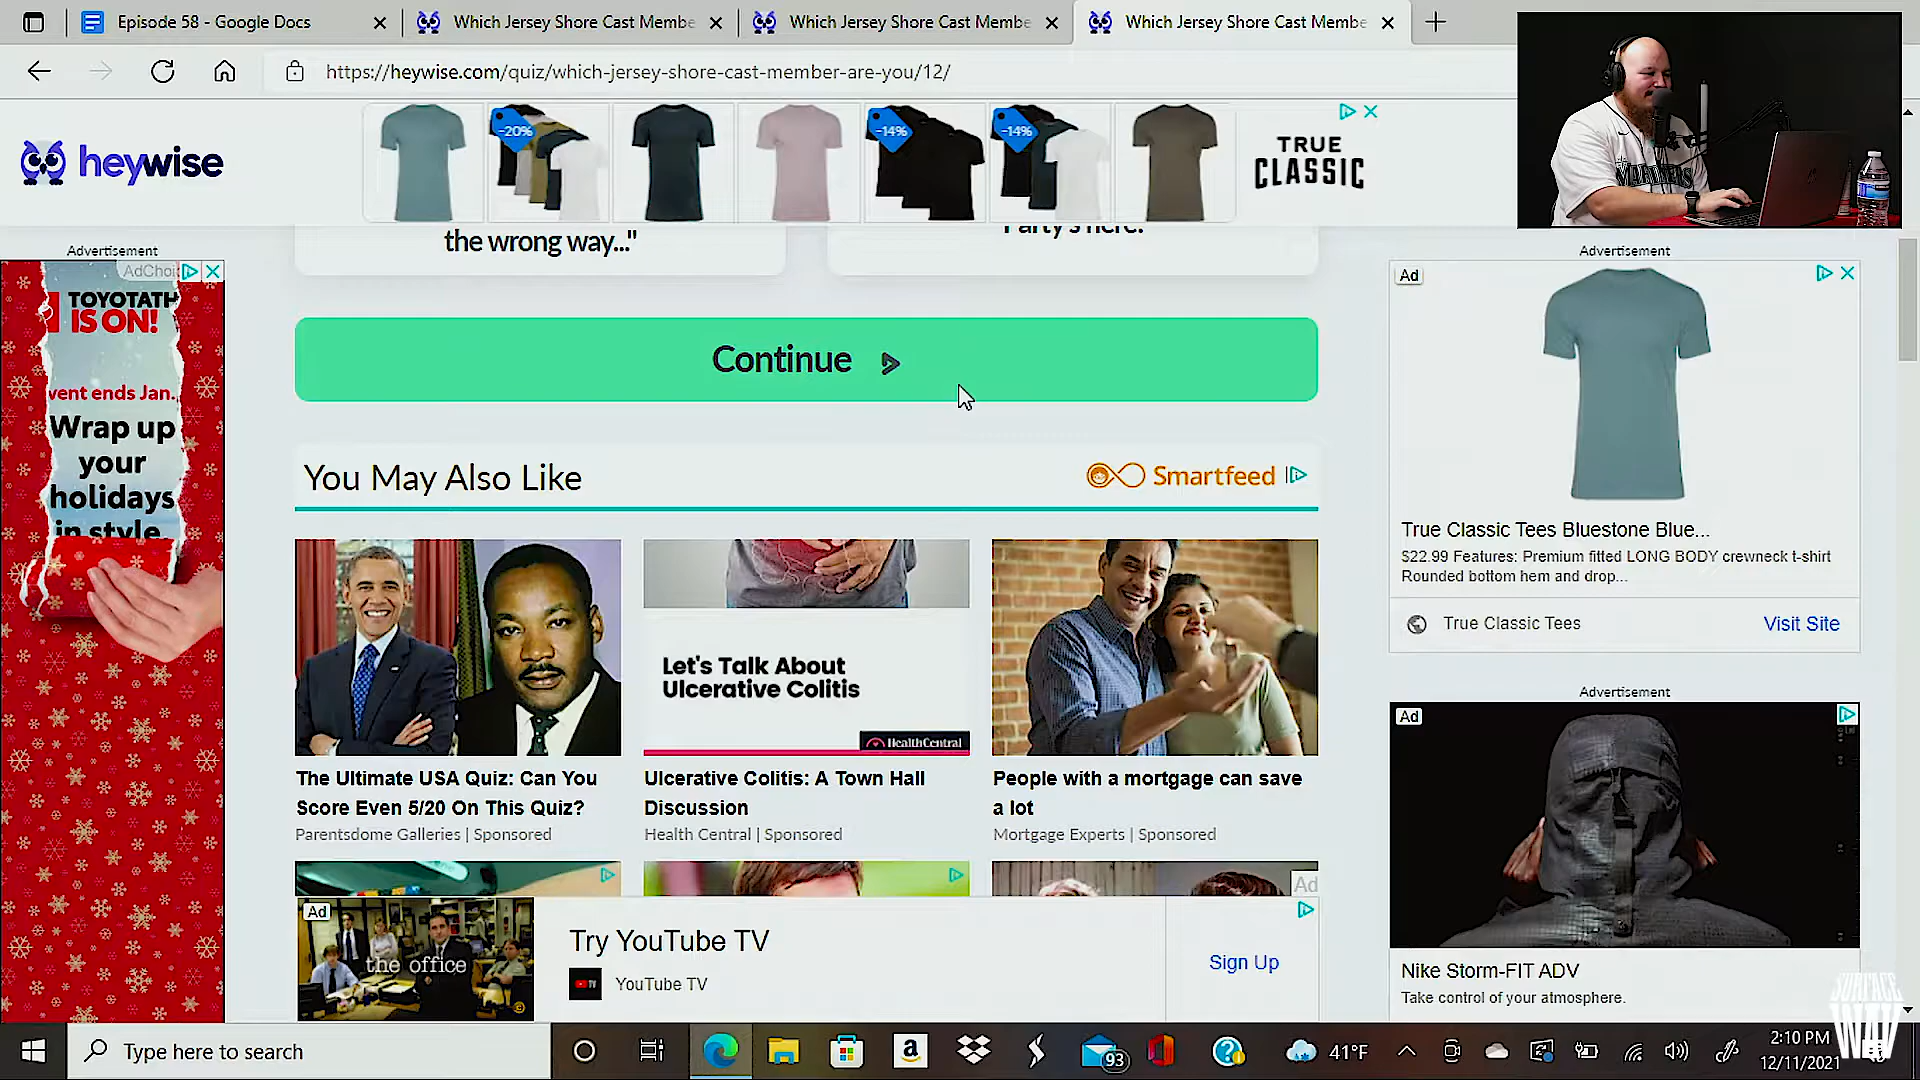 Episode 58 - Google Docs
Which Jersey Shore Cast Membe
Which Jersey Shore Cast Membe
Which Jersey Shore Cast Membe
https://heywise.com/quiz/which-jersey-shore-cast-member-are-you/12/
heywise
-20%
-14%
-14%
TRUE
CLASSIC
MARINERS
the wrong way..."
Party's here.
Advertisement
AdChoi
TOYOTATH
IS ON!
vent ends Jan.
Wrap up
your
holidays
in style.
Continue
You May Also Like
Smartfeed
Let's Talk About
Ulcerative Colitis
HealthCentral
The Ultimate USA Quiz: Can You
Score Even 5/20 On This Quiz?
Parentsdome Galleries | Sponsored
Ulcerative Colitis: A Town Hall
Discussion
Health Central | Sponsored
People with a mortgage can save
a lot
Mortgage Experts | Sponsored
Ad
Ad
the office
Try YouTube TV
YouTube TV
Sign Up
Advertisement
Ad
True Classic Tees Bluestone Blue...
$22.99 Features: Premium fitted LONG BODY crewneck t-shirt
Rounded bottom hem and drop...
True Classic Tees
Visit Site
Advertisement
Ad
Nike Storm-FIT ADV
Take control of your atmosphere.
SURFACE
WAV
Type here to search
93
41°F
2:10 PM
12/11/2021